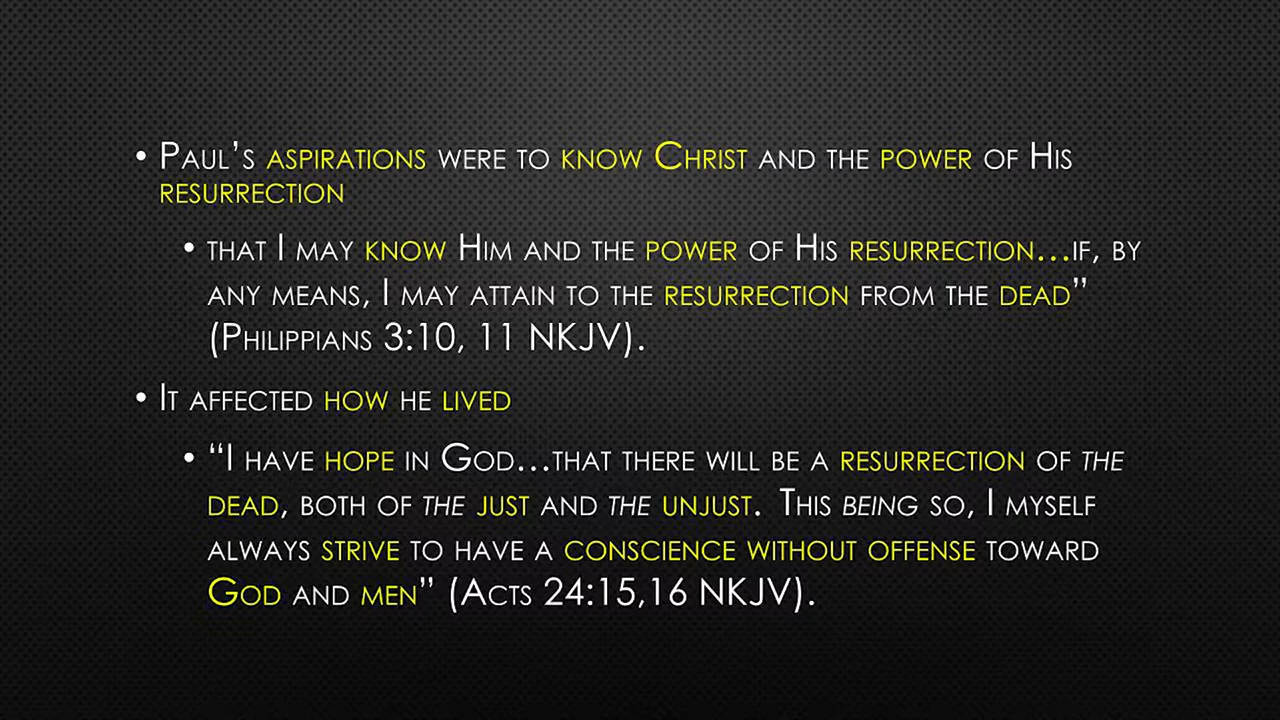 • Paul’s aspirations were to know Christ and the power of His
resurrection
• that I may know Him and the power of His resurrection…if, by
any means, I may attain to the resurrection from the dead”
(Philippians 3:10, 11 NKJV).
• It affected how he lived
• “I have hope in God…that there will be a resurrection of the
dead, both of the just and the unjust. This being so, I myself
always strive to have a conscience without offense toward
God and men” (Acts 24:15,16 NKJV).